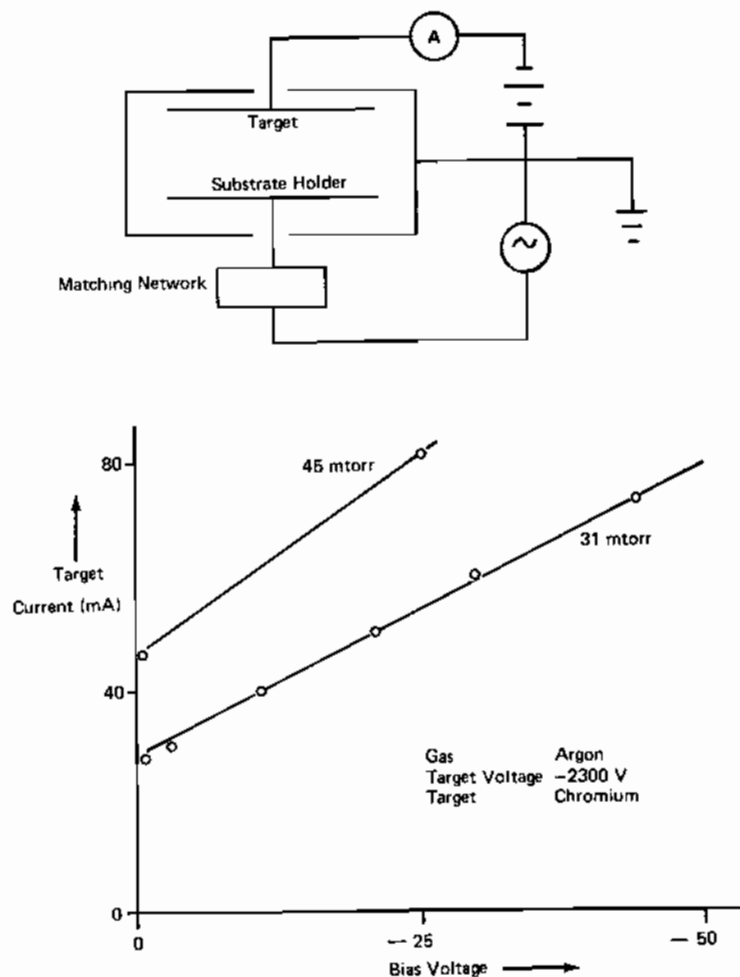 A
Target
Substrate Holder
Matching Network
80
45 mtorr
31 mtorr
Target
Current (mA)
40
Gas Argon
Target Voltage −2300 V
Target Chromium
0
0
− 25
− 50
Bias Voltage